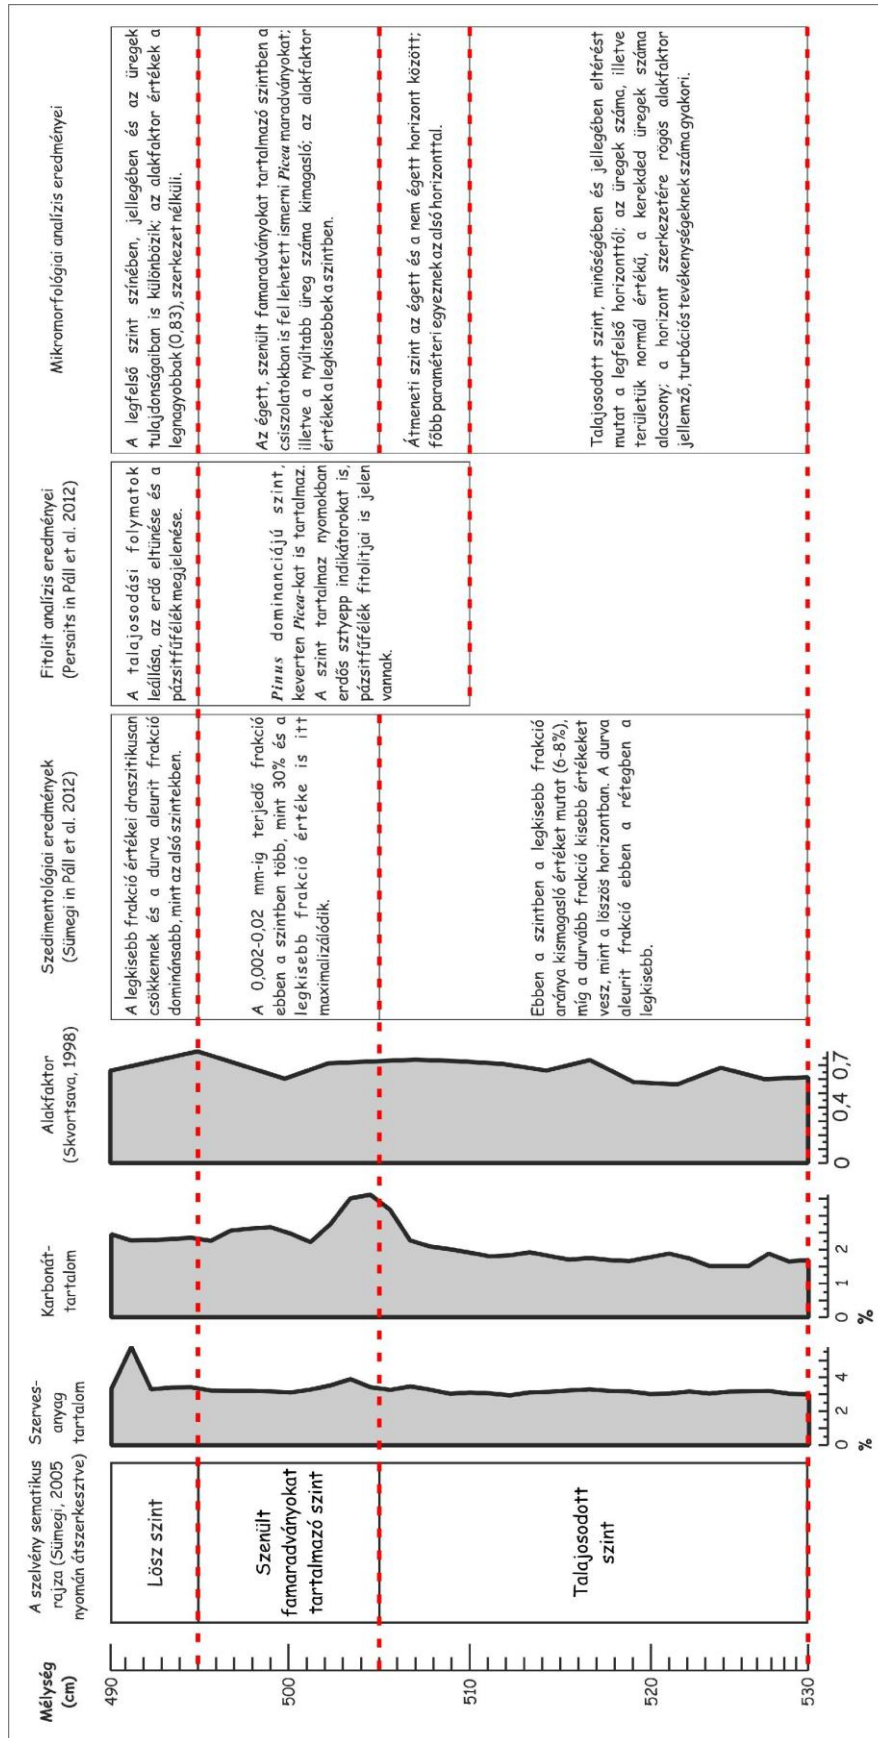 Mélység
(cm)
490
500
510
520
530
A szelvény sematikus
rajza (Sümegi, 2005
nyomán átszerkesztve)
Lösz szint
Szenült
famaradványokat
tartalmazó szint
Talajosodott
szint
Szerves-
anyag
tartalom
0
2
4
%
Karbonát-
tartalom
0
1
2
%
Alakfaktor
(Skvortsava, 1998)
0
0,4
0,7
Szedimentológiai eredmények
(Sümegi in Páll et al. 2012)
A legkisebb frakció értékei drasztikusan
csökkennek és a durva aleurit frakció
dominánsabb, mint az alsó szintekben.
A 0,002-0,02 mm-ig terjedő frakció
ebben a szintben több, mint 30% és a
legkisebb frakció értéke is itt
maximalizálódik.
Ebben a szintben a legkisebb frakció
aránya kismagasló értéket mutat (6-8%),
míg a durvább frakció kisebb értékeket
vesz, mint a löszös horizontban. A durva
aleurit frakció ebben a rétegben a
legkisebb.
Fitolit analízis eredményei
(Persaits in Páll et al. 2012)
A talajosodási folymatok
leállása, az erdő eltűnése és a
pázsitfűfélék megjelenése.
Pinus dominanciájú szint,
keverten Picea-kat is tartalmaz.
A szint tartalmaz nyomokban
erdős sztyepp indikátorokat is,
pázsitfűfélék fitolitjai is jelen
vannak.
Mikromorfológiai analízis eredményei
A legfelső szint színében, jellegében és az üregek
tulajdonságaiban is különbözik; az alakfaktor értékek a
legnagyobbak (0,83), szerkezet nélküli.
Az égett, szenült famaradványokat tartalmazó szintben a
csiszolatokban is fel lehetett ismerni Picea maradványokat;
illetve a nyúltabb üreg száma kimagasló; az alakfaktor
értékek a legkisebbek a szintben.
Átmeneti szint az égett és a nem égett horizont között;
főbb paraméteri egyeznek az alsó horizonttal.
Talajosodott szint, minőségében és jellegében eltérést
mutat a legfelső horizonttól; az üregek száma, illetve
területük normál értékű, a kerekded üregek száma
alacsony; a horizont szerkezetére rögös alakfaktor
jellemző, turbációs tevékenységeknek száma gyakori.